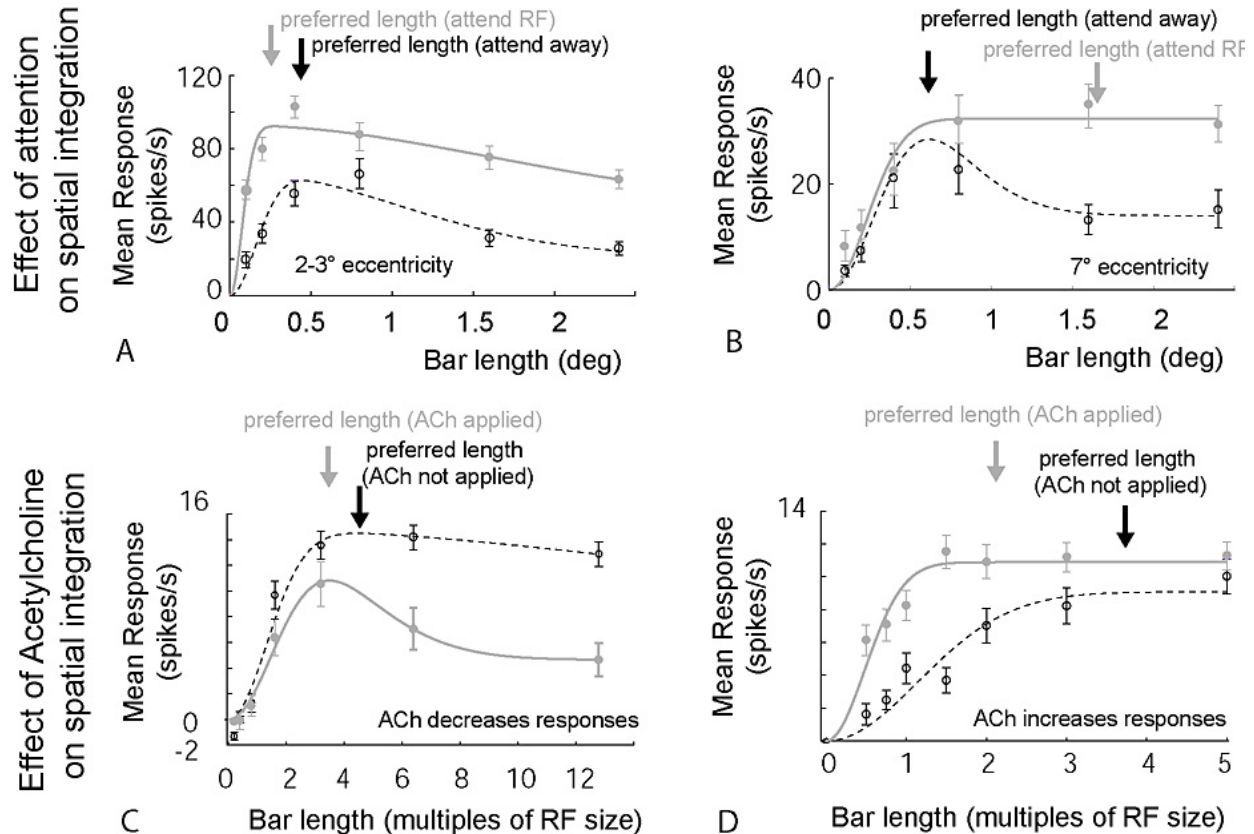 Effect of attention
on spatial integration
preferred length (attend RF)
preferred length (attend away)
Mean Response
(spikes/s)
120
100
80
60
40
20
0
2-3° eccentricity
0
0.5
1
1.5
2
Bar length (deg)
A
preferred length (attend away)
preferred length (attend RF
Mean Response
(spikes/s)
40
20
0
7° eccentricity
0
0.5
1
1.5
2
Bar length (deg)
B
Effect of Acetylcholine
on spatial integration
preferred length (ACh applied)
preferred length
(ACh not applied)
Mean Response
(spikes/s)
16
0
-2
ACh decreases responses
0
2
4
6
8
10
12
Bar length (multiples of RF size)
C
preferred length (ACh applied)
preferred length
(ACh not applied)
Mean Response
(spikes/s)
14
ACh increases responses
0
1
2
3
4
5
Bar length (multiples of RF size)
D